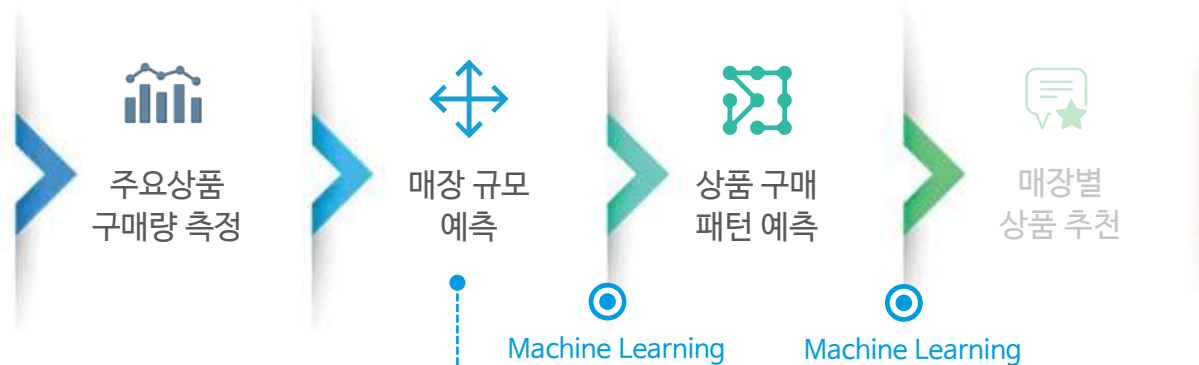 주요상품
구매량 측정
매장 규모
예측
상품 구매
패턴 예측
매장별
상품 추천
Machine Learning
Machine Learning